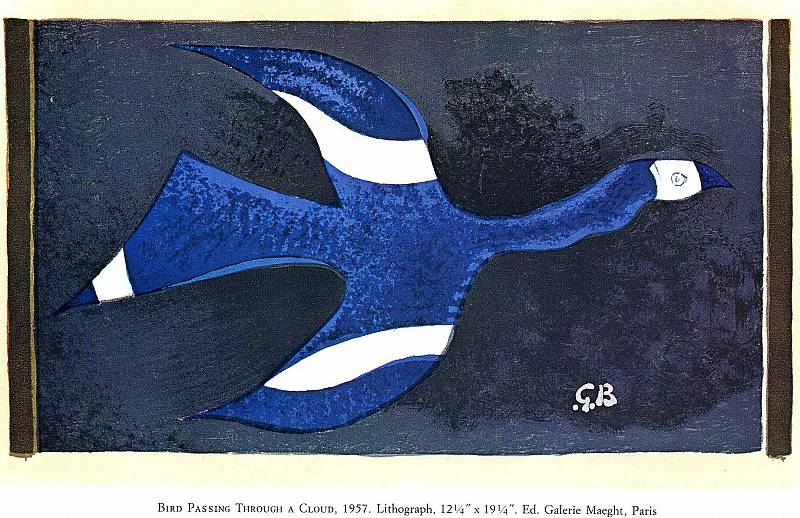 .G.B
Bird Passing Through a Cloud, 1957. Lithograph, 12¼″ x 19¼″. Ed. Galerie Maeght, Paris